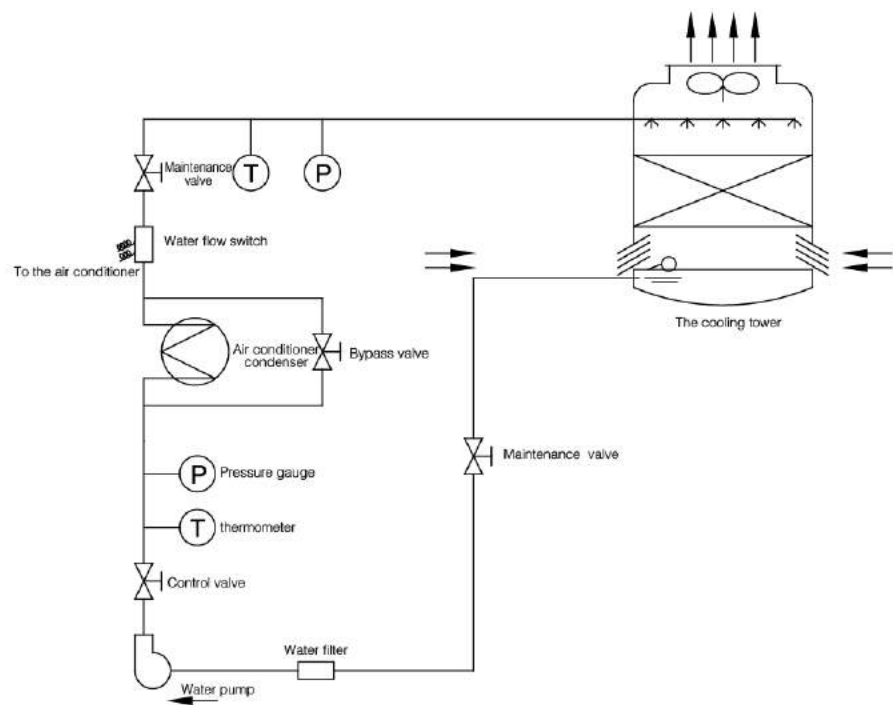 Maintenance
valve
T
P
Water flow switch
To the air conditioner
The cooling tower
Air conditioner
condenser
Bypass valve
Maintenance valve
P
Pressure gauge
T
thermometer
Control valve
Water filter
Water pump